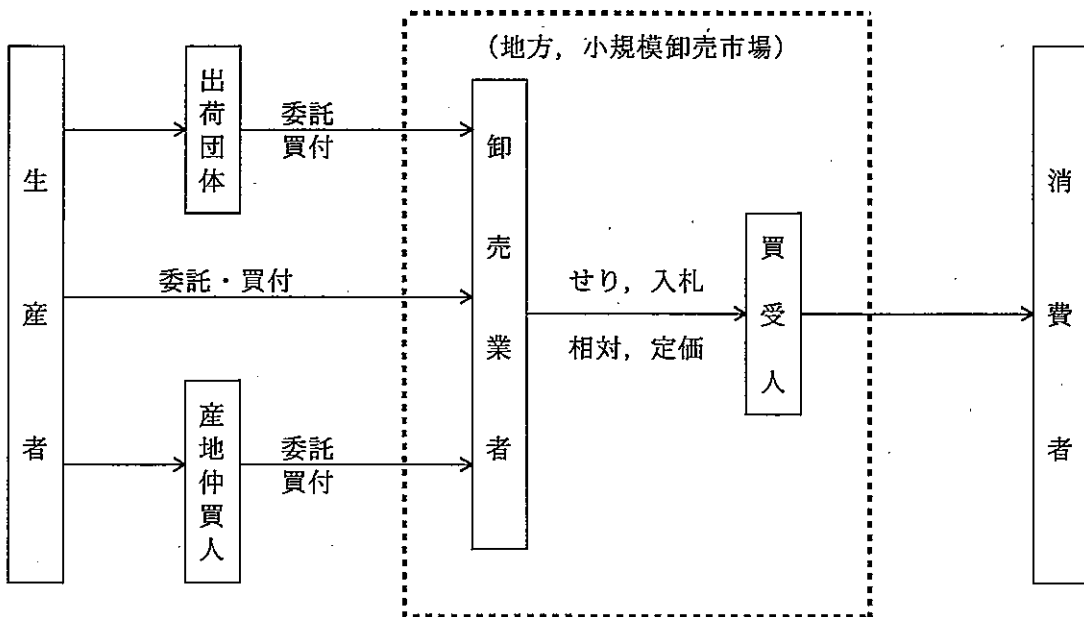 (地方,小規模卸売市場)
生産者
出荷団体
委託
買付
委託・買付
産地仲買人
委託
買付
卸売業者
せり,入札
相対,定価
買受人
消費者